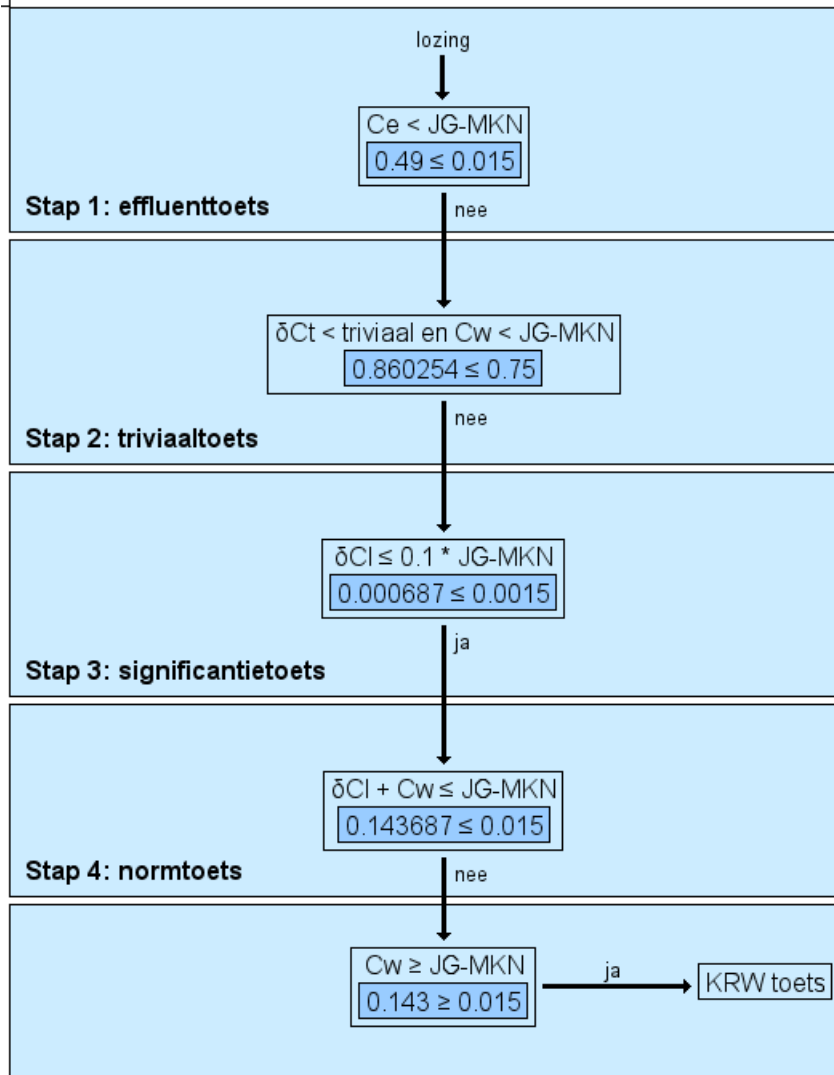 lozing
Ce < JG-MKN
0.49 ≤ 0.015
Stap 1: effluenttoets
nee
δCt < triviaal en Cw < JG-MKN
0.860254 ≤ 0.75
nee
Stap 2: triviaaltoets
δCl ≤ 0.1 * JG-MKN
0.000687 ≤ 0.0015
ja
Stap 3: significantietoets
δCl + Cw ≤ JG-MKN
0.143687 ≤ 0.015
Stap 4: normtoets
nee
Cw ≥ JG-MKN
0.143 ≥ 0.015
ja
KRW toets